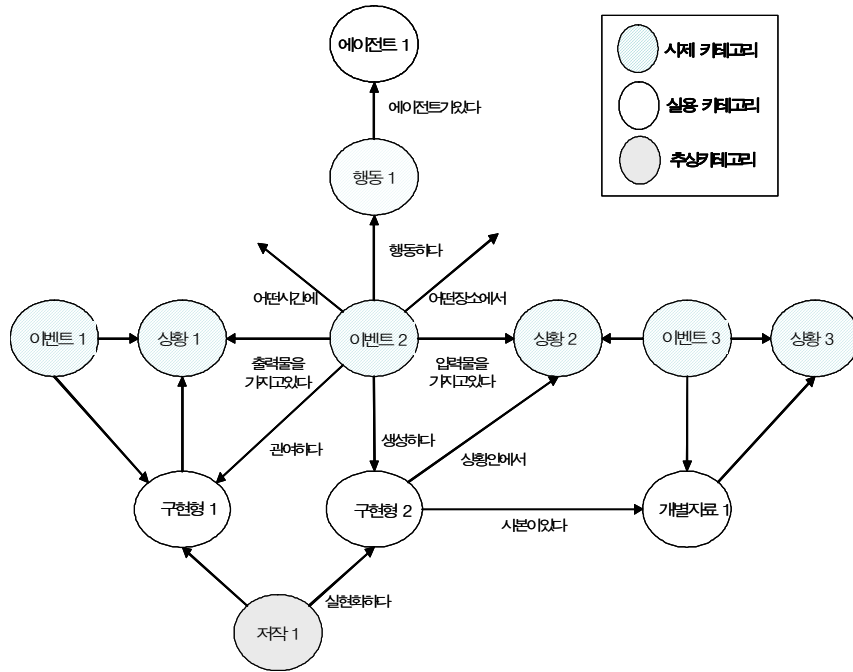 에이전트 1
시제 카테고리
실용 카테고리
추상카테고리
에이전트가있다
행동 1
행동하다
어떤시간에
어떤장소에서
이벤트 1
상황 1
이벤트 2
상황 2
이벤트 3
상황 3
출력물을
가지고있다
입력물을
가지고있다
관여하다
생성하다
상황안에서
구현형 1
구현형 2
개별자료 1
사본이있다
실현화하다
저작 1